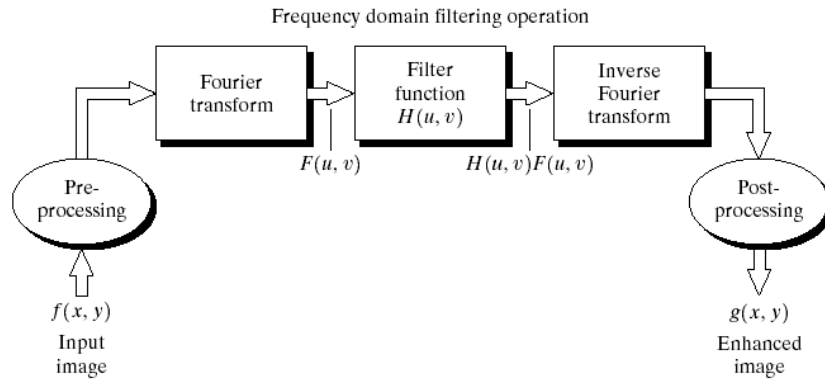 Frequency domain filtering operation
Fourier
transform
Filter
function
H(u, v)
Inverse
Fourier
transform
F(u, v)
H(u, v)F(u, v)
Pre-
processing
Post-
processing
f(x, y)
Input
image
g(x, y)
Enhanced
image